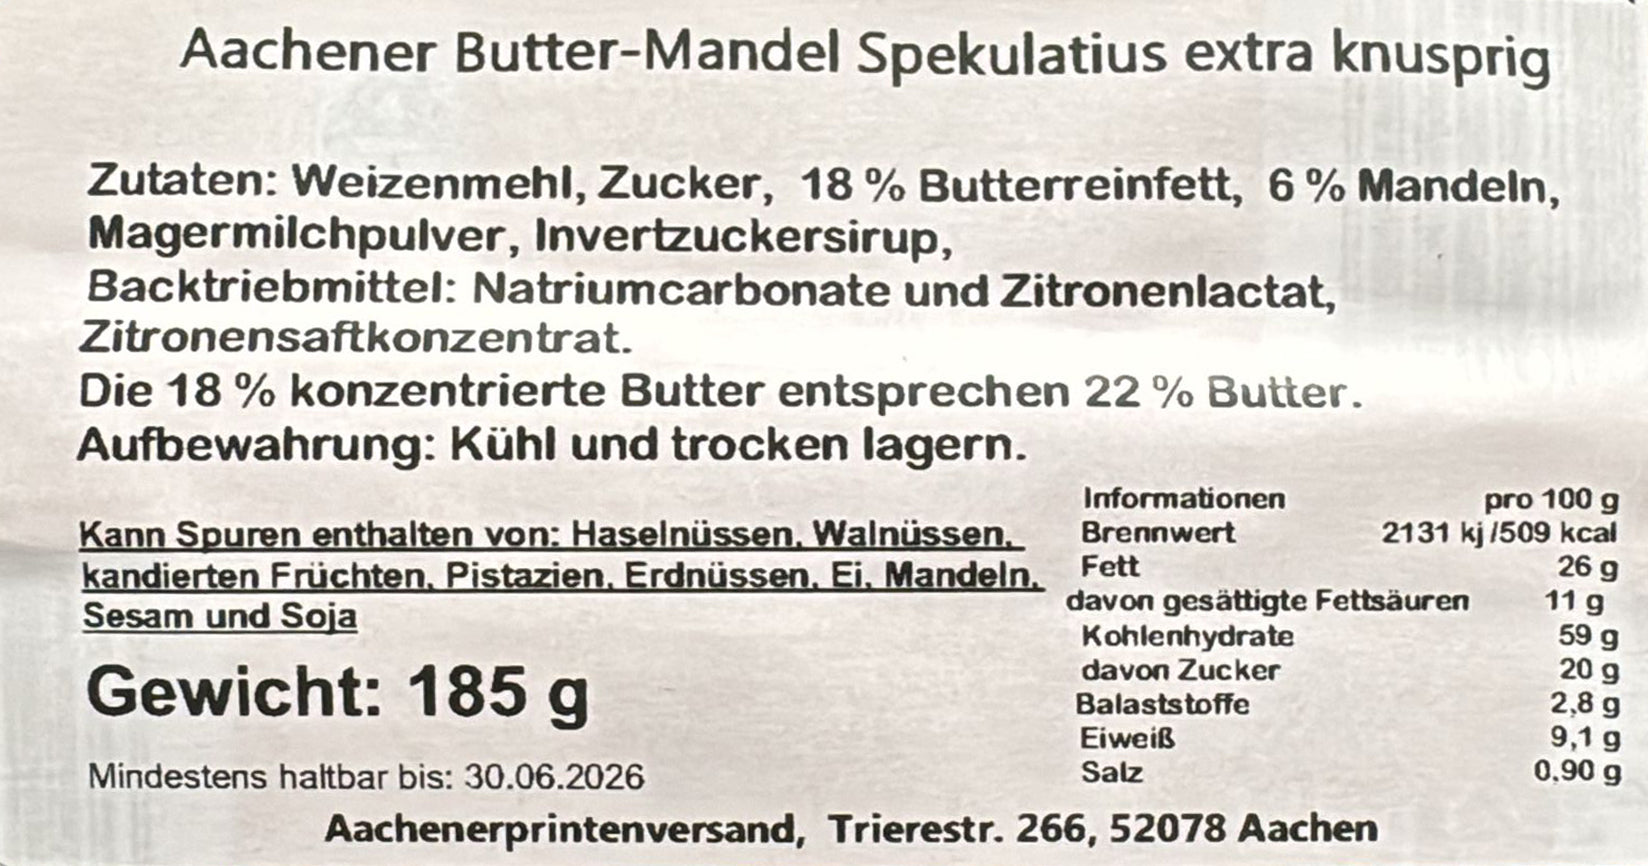 Aachener Butter-Mandel Spekulatius extra knusprig
Zutaten: Weizenmehl, Zucker, 18 % Butterreinfett, 6 % Mandeln,
Magermilchpulver, Invertzuckersirup,
Backtriebmittel: Natriumcarbonate und Zitronenlactat,
Zitronensaftkonzentrat.
Die 18 % konzentrierte Butter entsprechen 22 % Butter.
Aufbewahrung: Kühl und trocken lagern.
Kann Spuren enthalten von: Haselnüssen, Walnüssen,
kandierten Früchten, Pistazien, Erdnüssen, Ei, Mandeln,
Sesam und Soja
Gewicht: 185 g
Mindestens haltbar bis: 30.06.2026
Informationen pro 100 g
Brennwert 2131 kj /509 kcal
Fett 26 g
davon gesättigte Fettsäuren 11 g
Kohlenhydrate 59 g
davon Zucker 20 g
Balaststoffe 2,8 g
Eiweiß 9,1 g
Salz 0,90 g
Aachenerprintenversand, Trierestr. 266, 52078 Aachen